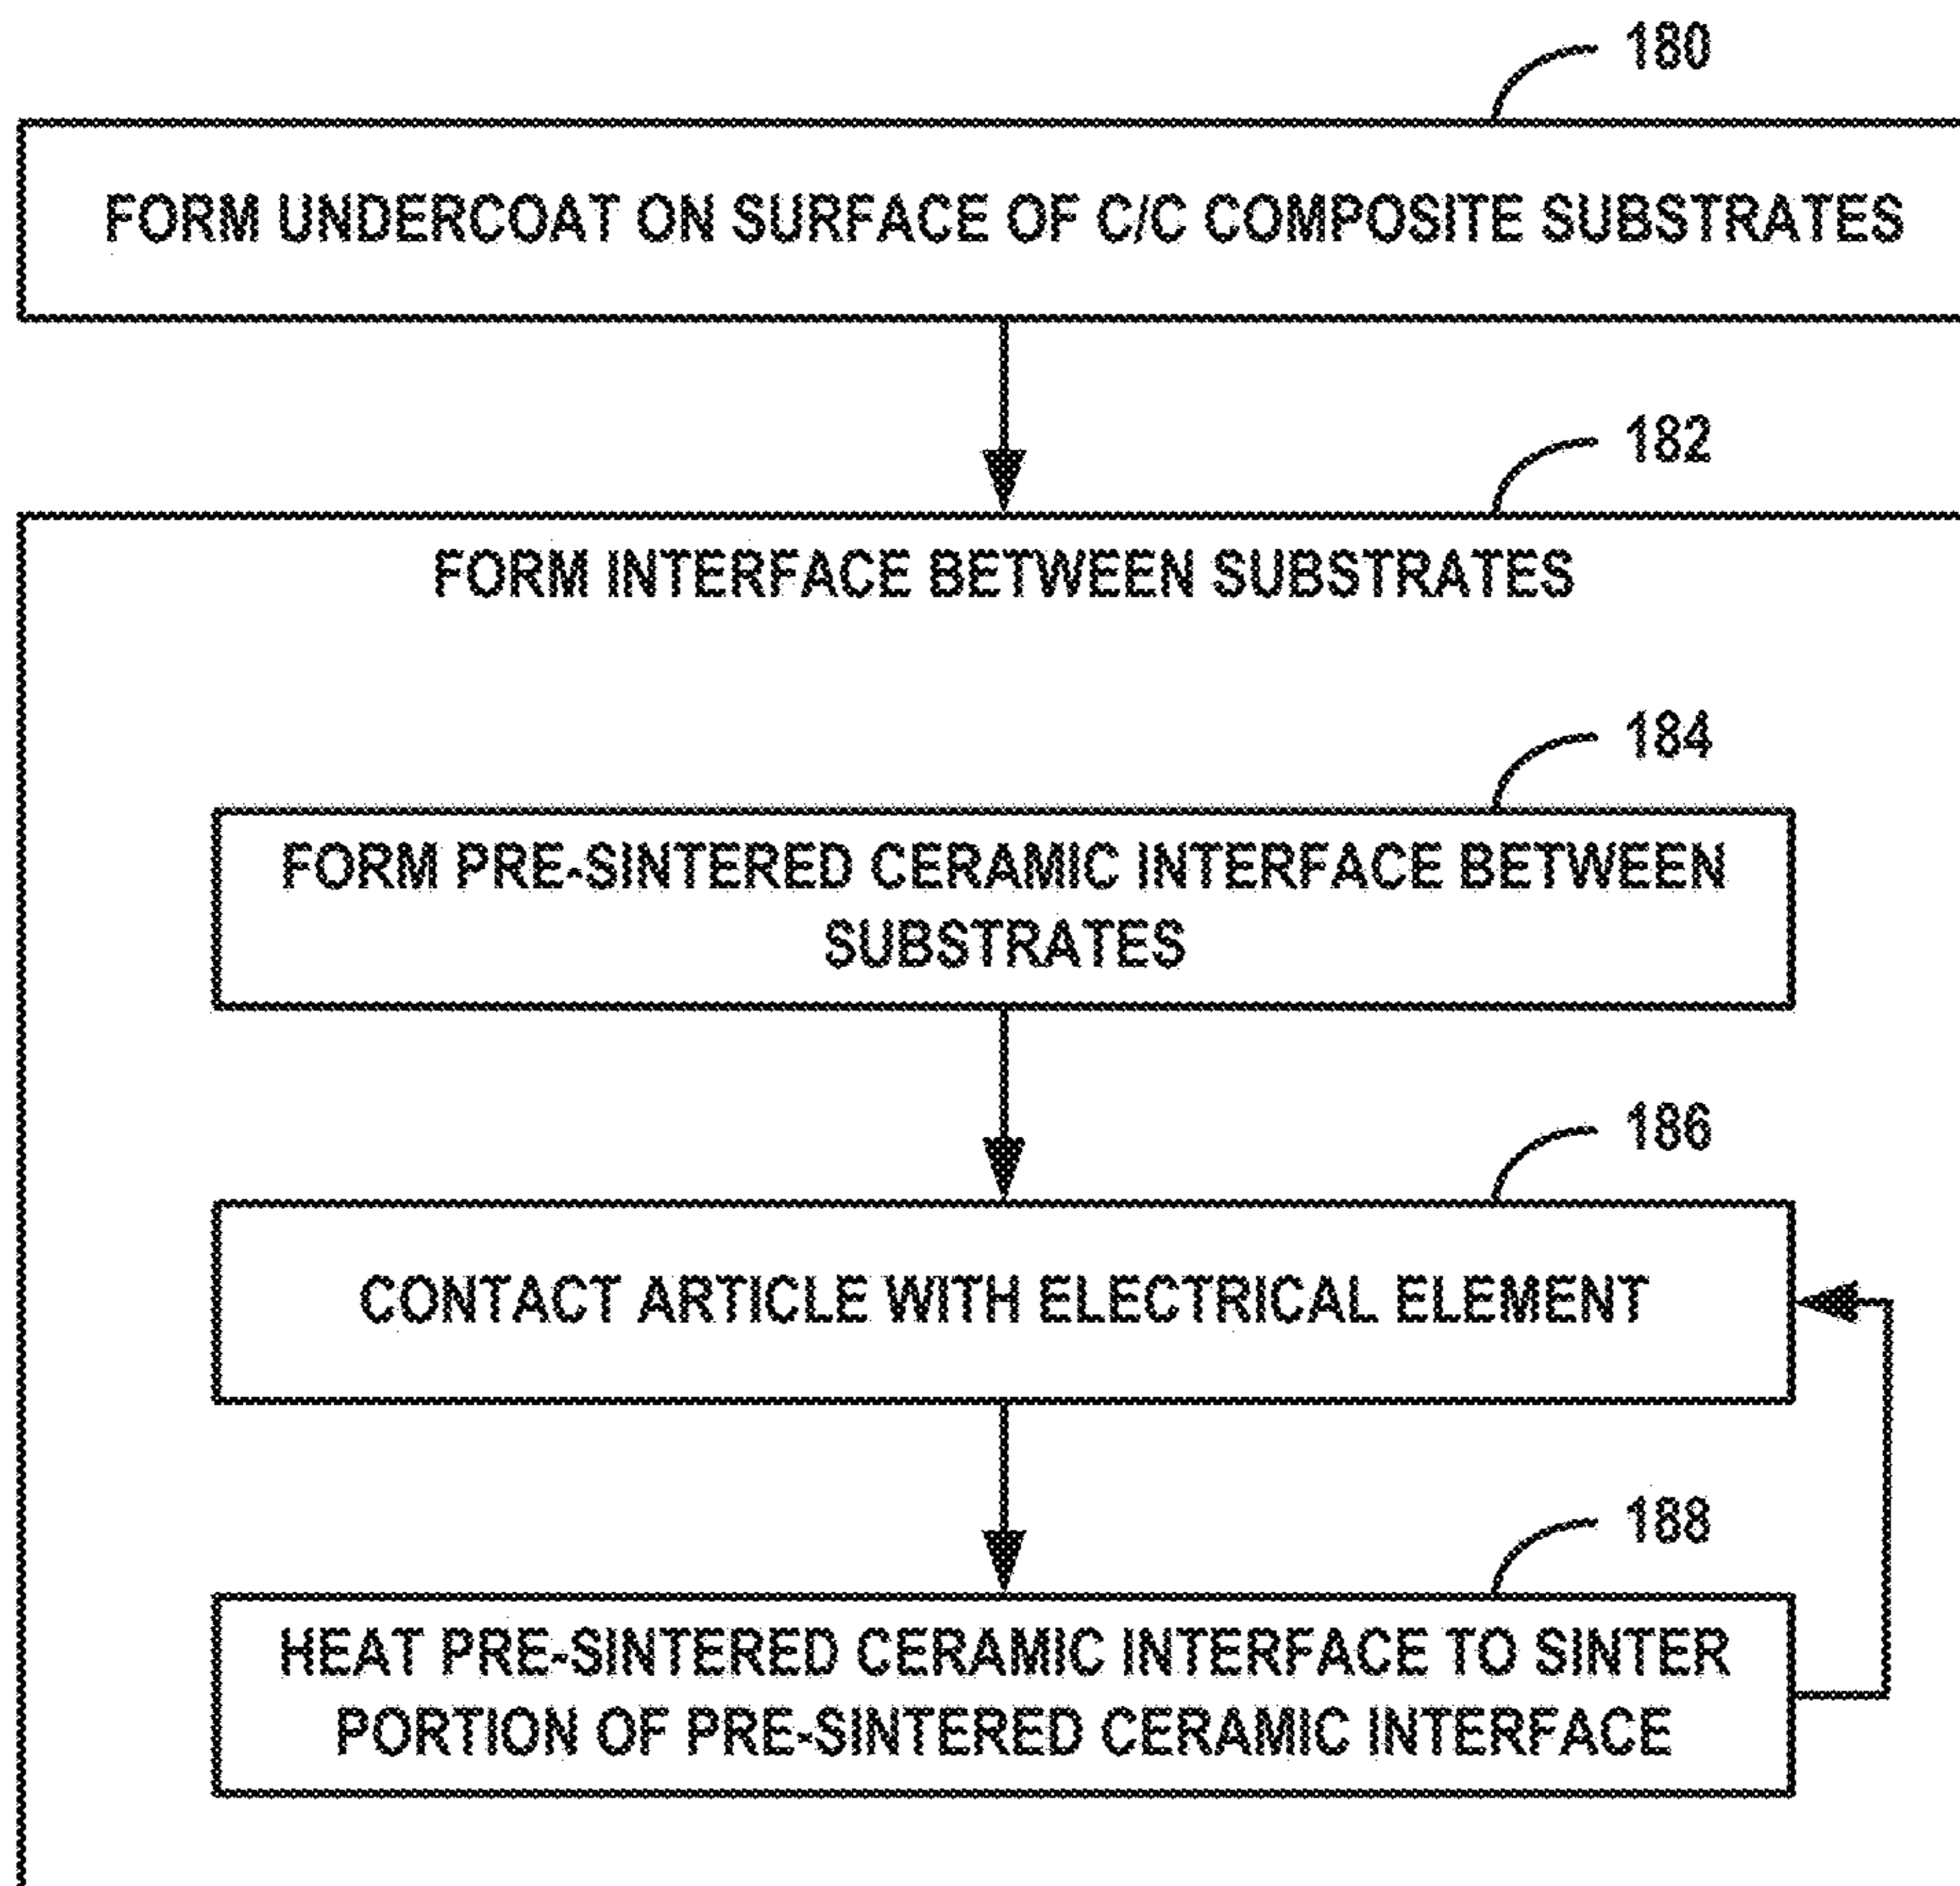 180
FORM UNDERCOAT ON SURFACE OF C/C COMPOSITE SUBSTRATES
182
FORM INTERFACE BETWEEN SUBSTRATES
184
FORM PRE-SINTERED CERAMIC INTERFACE BETWEEN
SUBSTRATES
186
CONTACT ARTICLE WITH ELECTRICAL ELEMENT
188
HEAT PRE-SINTERED CERAMIC INTERFACE TO SINTER
PORTION OF PRE-SINTERED CERAMIC INTERFACE